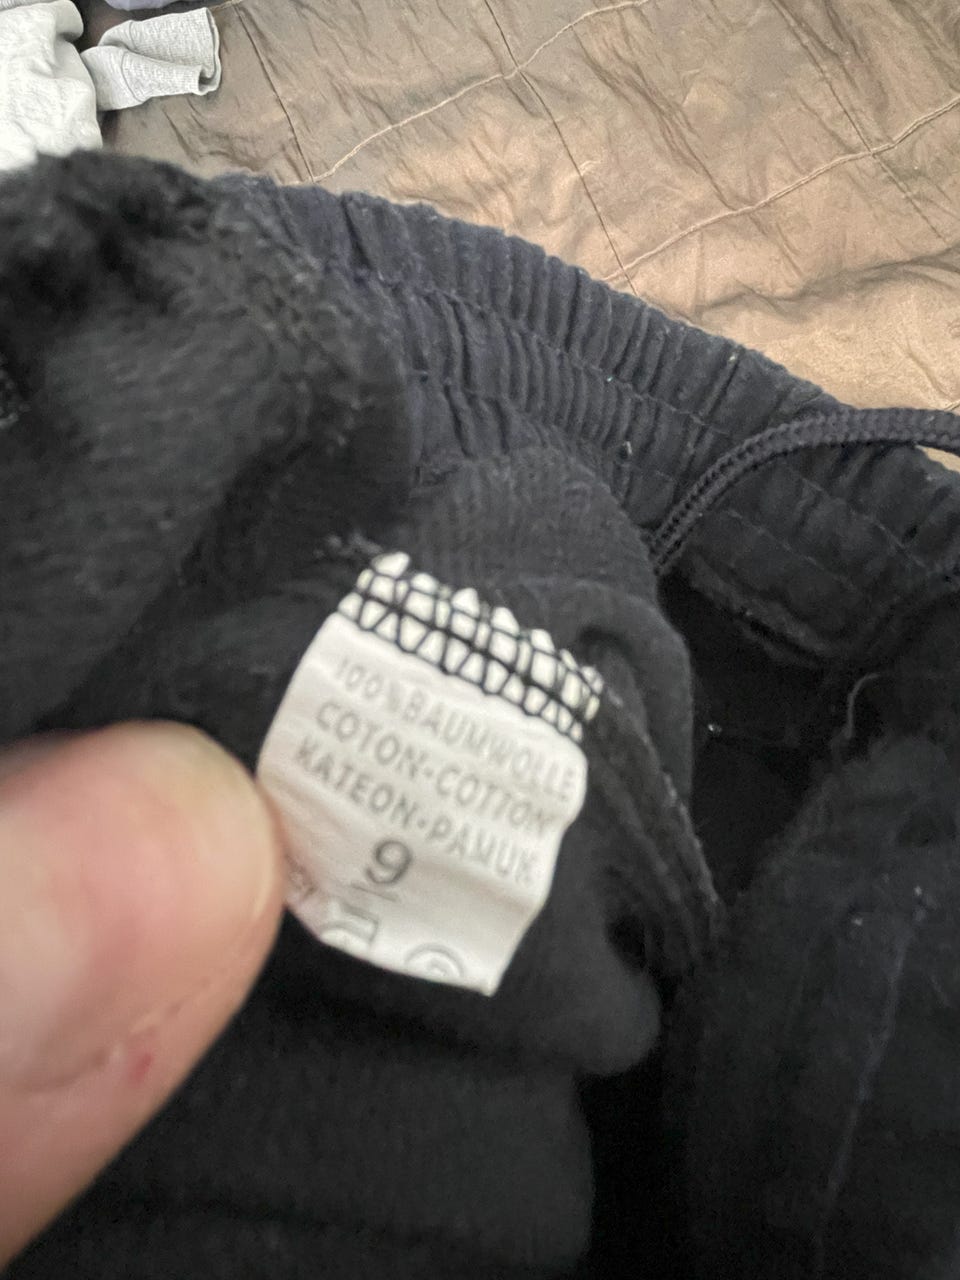 100%BAUMWOLLE
COTON-COTTON
KATEON-PAMUK
9